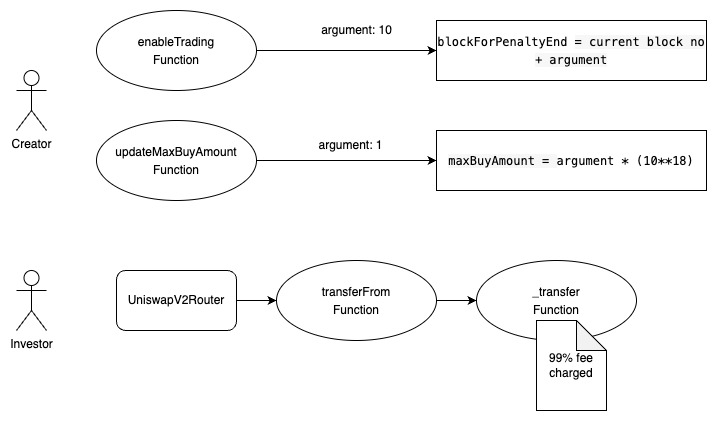 enableTrading
Function
argument: 10
blockForPenaltyEnd = current block no
+ argument
Creator
updateMaxBuyAmount
Function
argument: 1
maxBuyAmount = argument * (10**18)
UniswapV2Router
transferFrom
Function
_transfer
Function
Investor
99% fee
charged